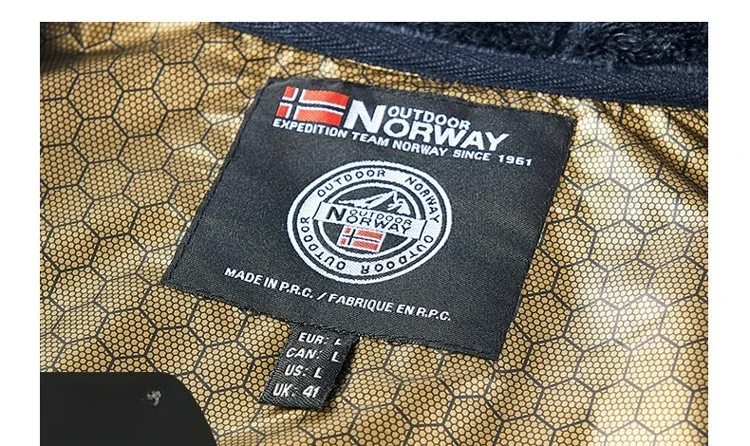 OUTDOOR
NORWAY
EXPEDITION TEAM NORWAY SINCE 1961
OUTDOOR NORWAY
OUTDOOR
NORWAY
OUTDOOR OUTDOOR
MADE IN P.R.C. / FABRIQUE EN R.P.C.
EUR: L
CAN: L
US: L
UK: 41